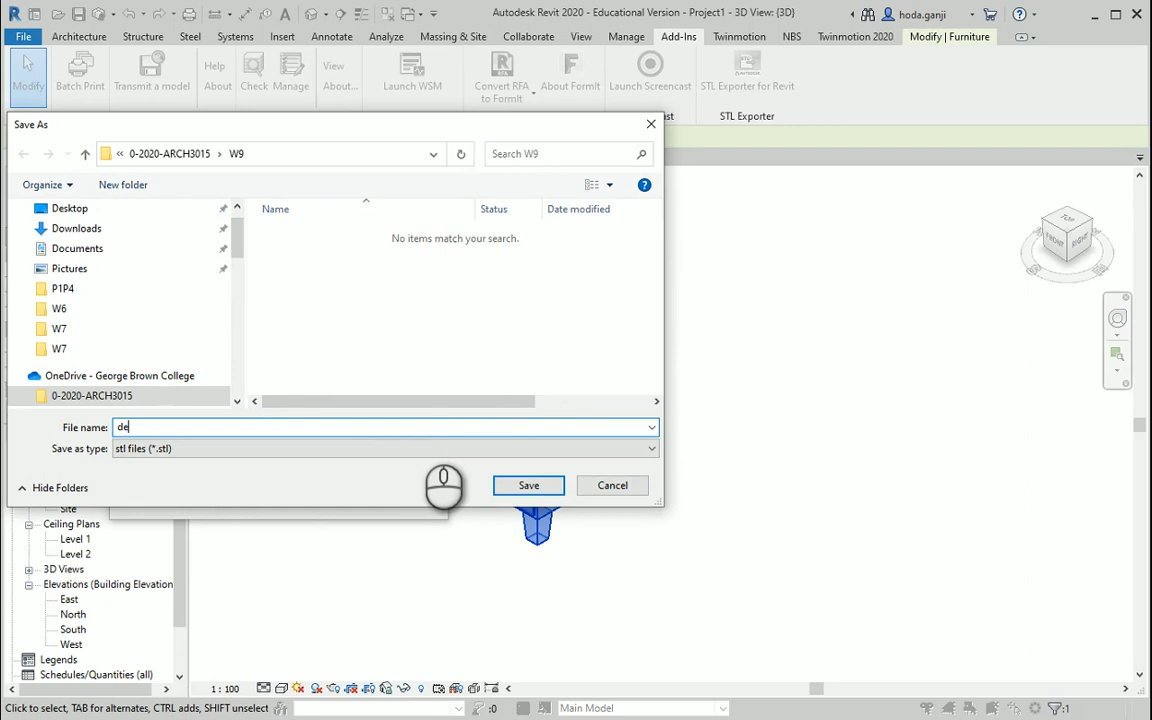 Autodesk Revit 2020 - Educational Version - Project1 - 3D View: {3D}
hoda.ganji
File Architecture Structure Steel Systems Insert Annotate Analyze Massing & Site Collaborate View Manage Add-Ins Twinmotion NBS Twinmotion 2020 Modify | Furniture
Help View
Modify Batch Print Transmit a model About Check Manage About... Launch WSM Convert RFA About FormIt Launch Screencast STL Exporter for Revit
to FormIt
STL Exporter
Save As
« 0-2020-ARCH3015 › W9
Search W9
Organize New folder
Name Status Date modified
No items match your search.
Desktop
Downloads
Documents
Pictures
P1P4
W6
W7
W7
OneDrive - George Brown College
0-2020-ARCH3015
File name: de
Save as type: stl files (*.stl)
Hide Folders
Save Cancel
TOP
FRONT
RIGHT
Site
Ceiling Plans
Level 1
Level 2
3D Views
Elevations (Building Elevation
East
North
South
West
Legends
Schedules/Quantities (all)
1 : 100
Click to select, TAB for alternates, CTRL adds, SHIFT unselect
:0
Main Model
:1